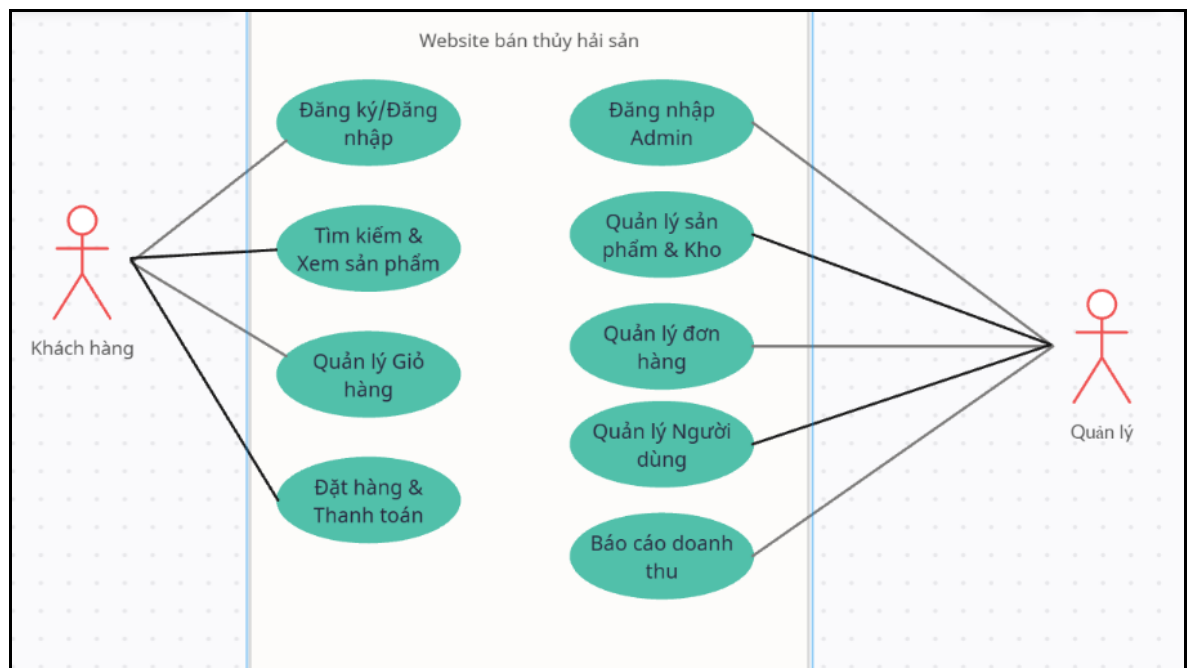 Website bán thủy hải sản
Đăng ký/Đăng
nhập
Tìm kiếm &
Xem sản phẩm
Quản lý Giỏ
hàng
Đặt hàng &
Thanh toán
Đăng nhập
Admin
Quản lý sản
phẩm & Kho
Quản lý đơn
hàng
Quản lý Người
dùng
Báo cáo doanh
thu
Khách hàng
Quản lý